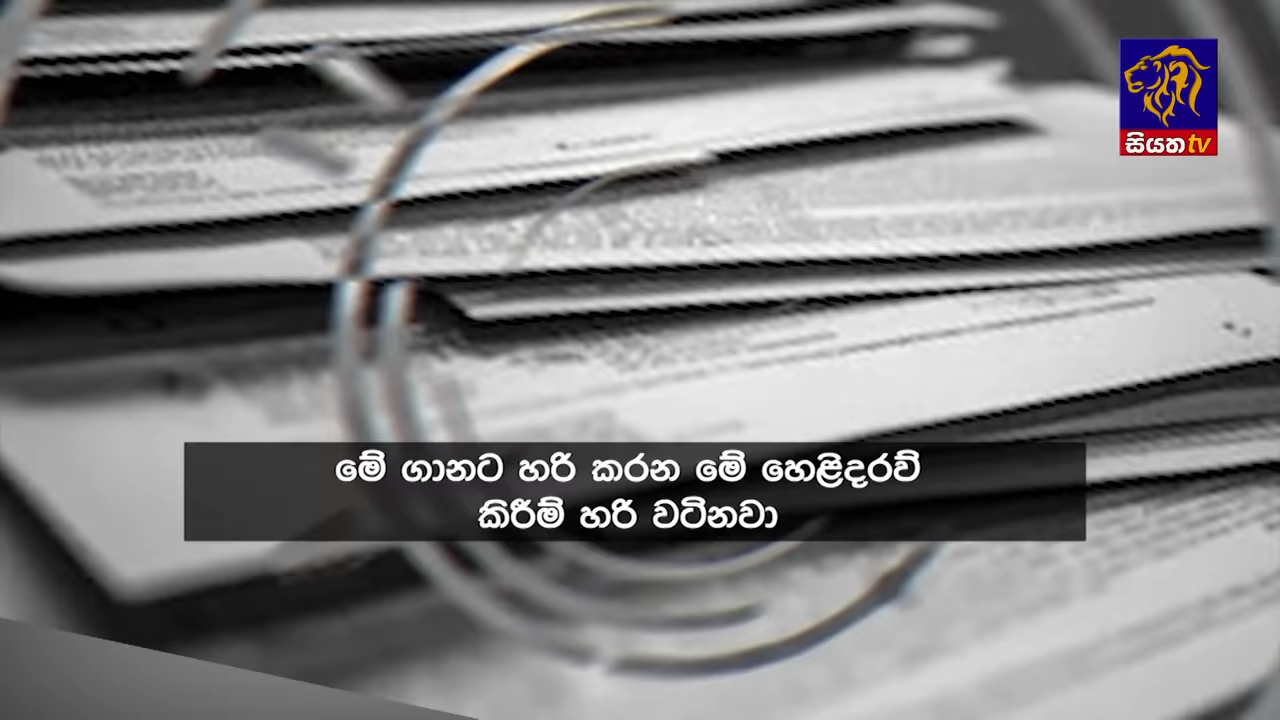 සියත tv
මේ ගානට හරි කරන මේ හෙළිදරව්
කිරීම් හරි වටිනවා